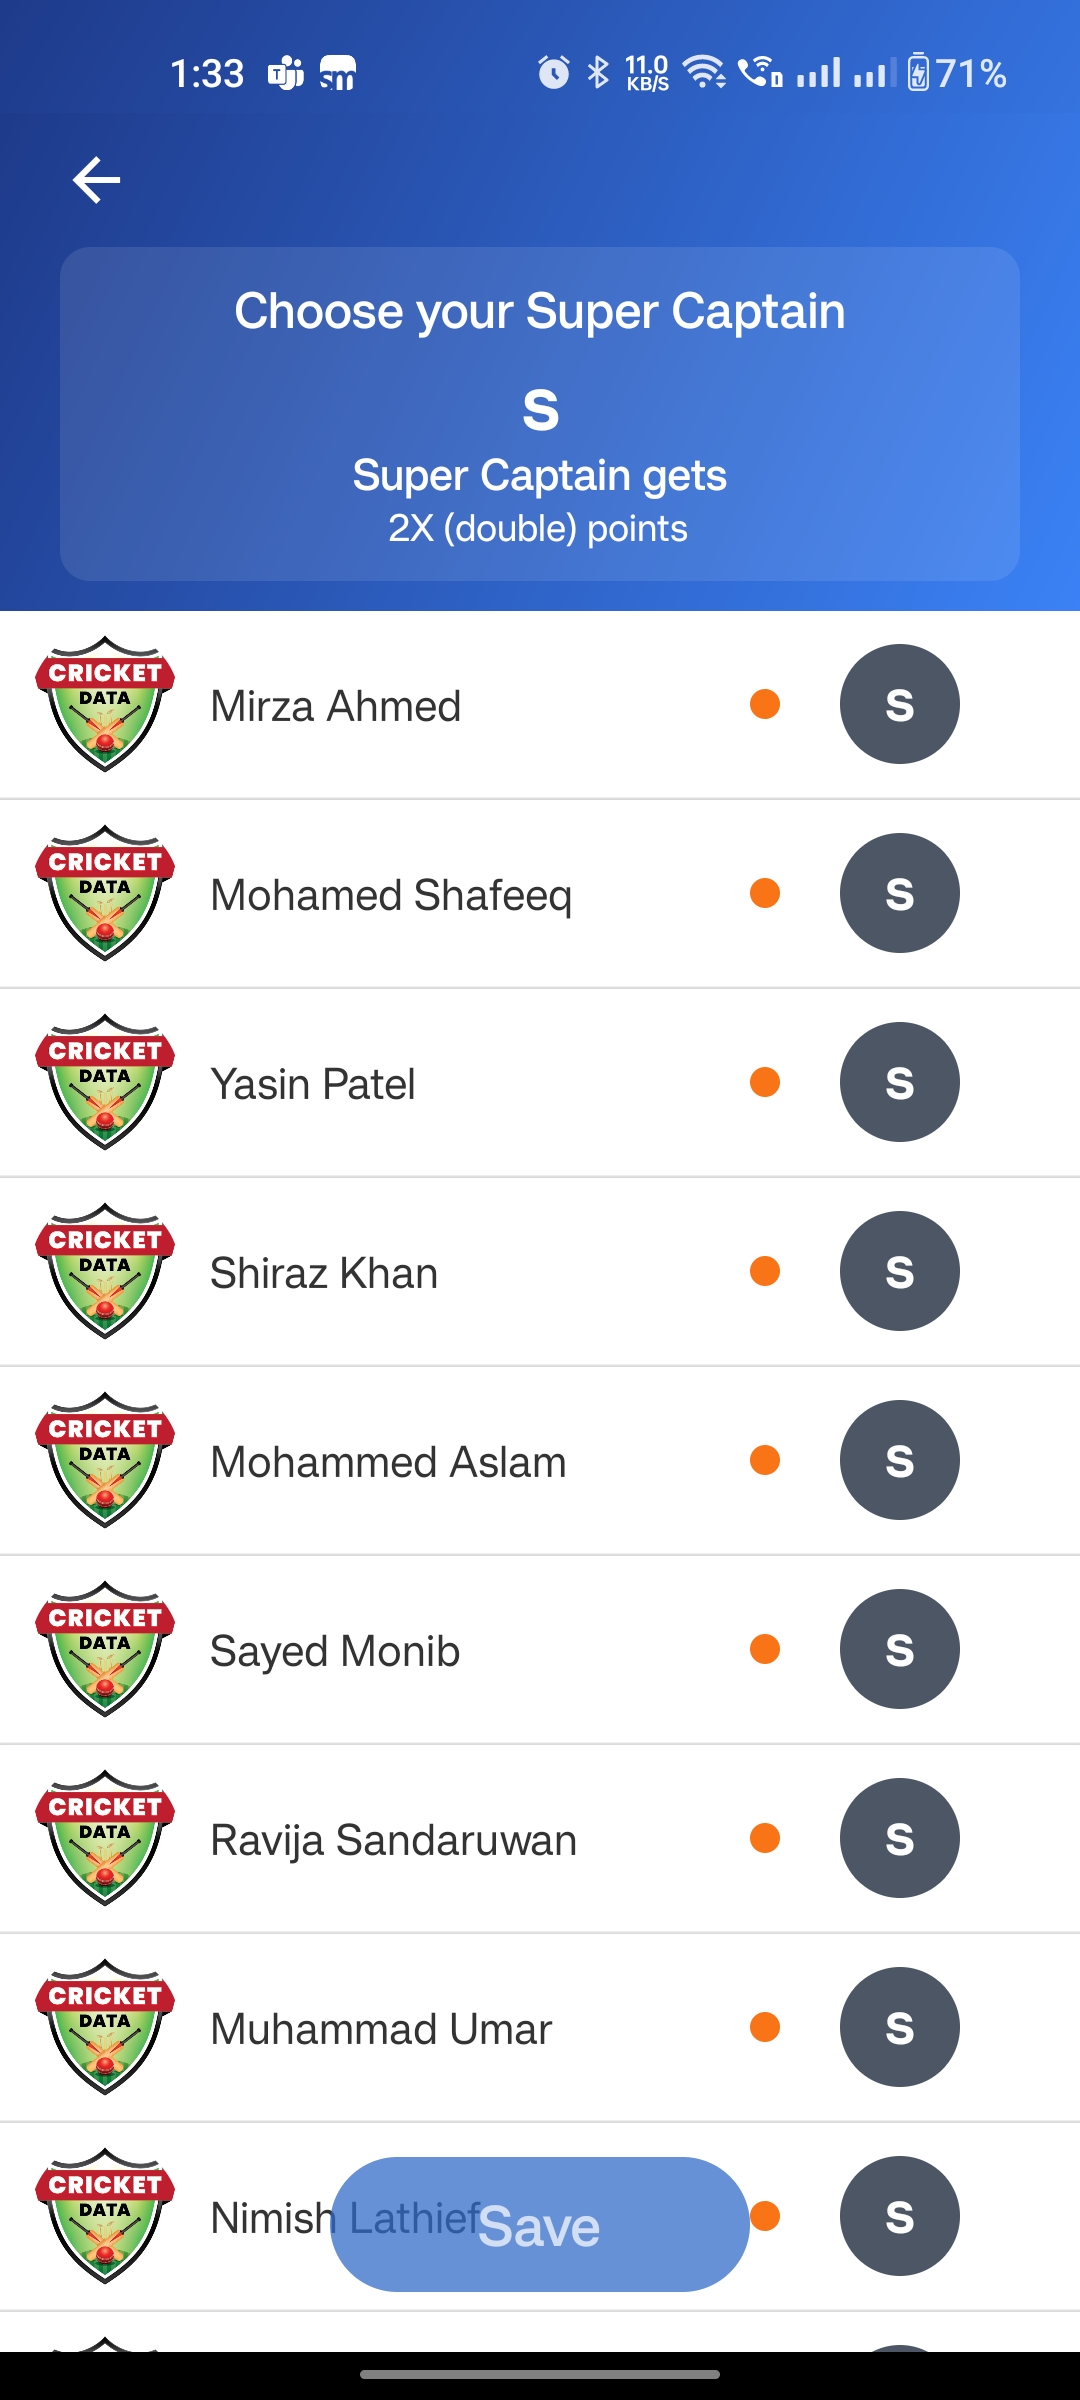 1:33 T sm 11.0 KB/S 71%
Choose your Super Captain
S
Super Captain gets
2X (double) points
CRICKET
DATA
Mirza Ahmed
S
CRICKET
DATA
Mohamed Shafeeq
S
CRICKET
DATA
Yasin Patel
S
CRICKET
DATA
Shiraz Khan
S
CRICKET
DATA
Mohammed Aslam
S
CRICKET
DATA
Sayed Monib
S
CRICKET
DATA
Ravija Sandaruwan
S
CRICKET
DATA
Muhammad Umar
S
CRICKET
DATA
Nimish Lathief
Save
S